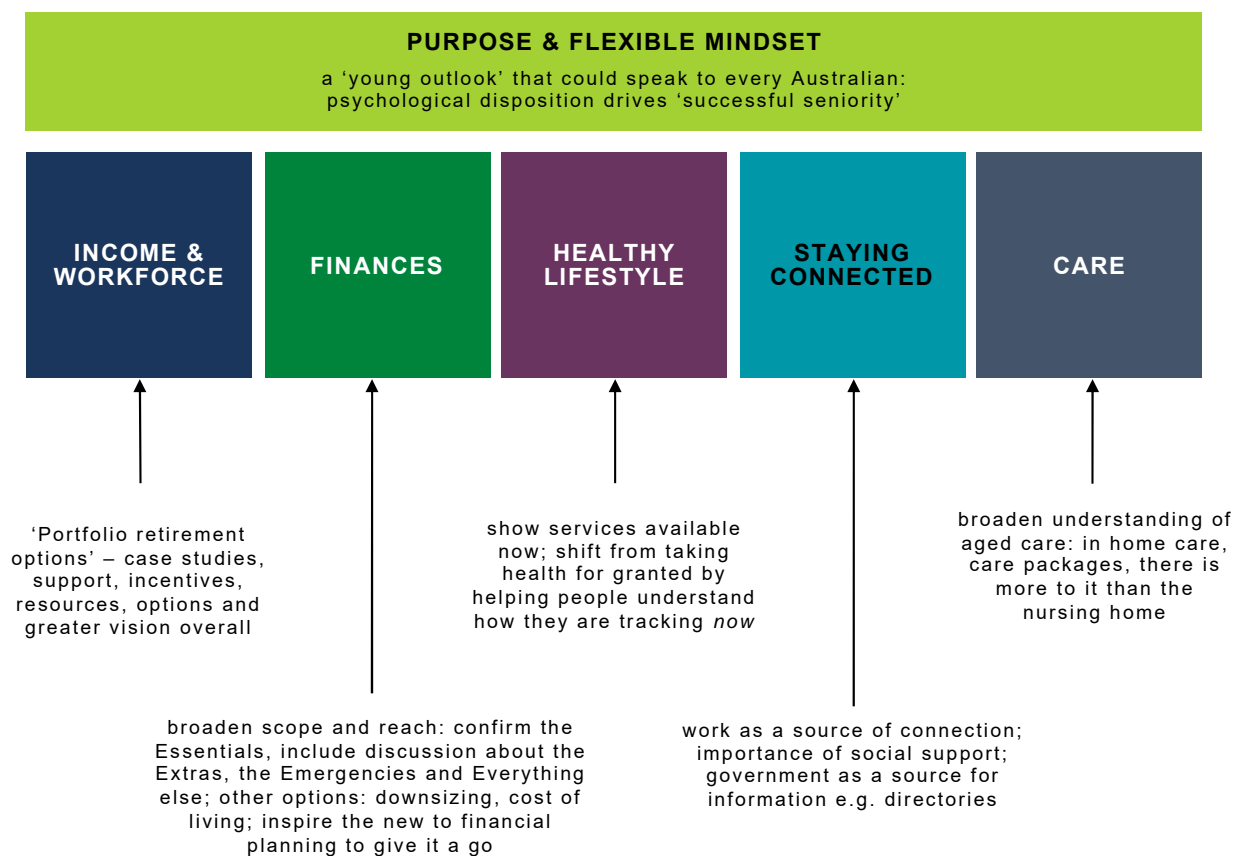 PURPOSE & FLEXIBLE MINDSET
a ‘young outlook’ that could speak to every Australian:
psychological disposition drives ‘successful seniority’
INCOME &
WORKFORCE
FINANCES
HEALTHY
LIFESTYLE
STAYING
CONNECTED
CARE
‘Portfolio retirement
options’ – case studies,
support, incentives,
resources, options and
greater vision overall
show services available
now; shift from taking
health for granted by
helping people understand
how they are tracking now
broaden understanding of
aged care: in home care,
care packages, there is
more to it than the
nursing home
broaden scope and reach: confirm the
Essentials, include discussion about the
Extras, the Emergencies and Everything
else; other options: downsizing, cost of
living; inspire the new to financial
planning to give it a go
work as a source of connection;
importance of social support;
government as a source for
information e.g. directories